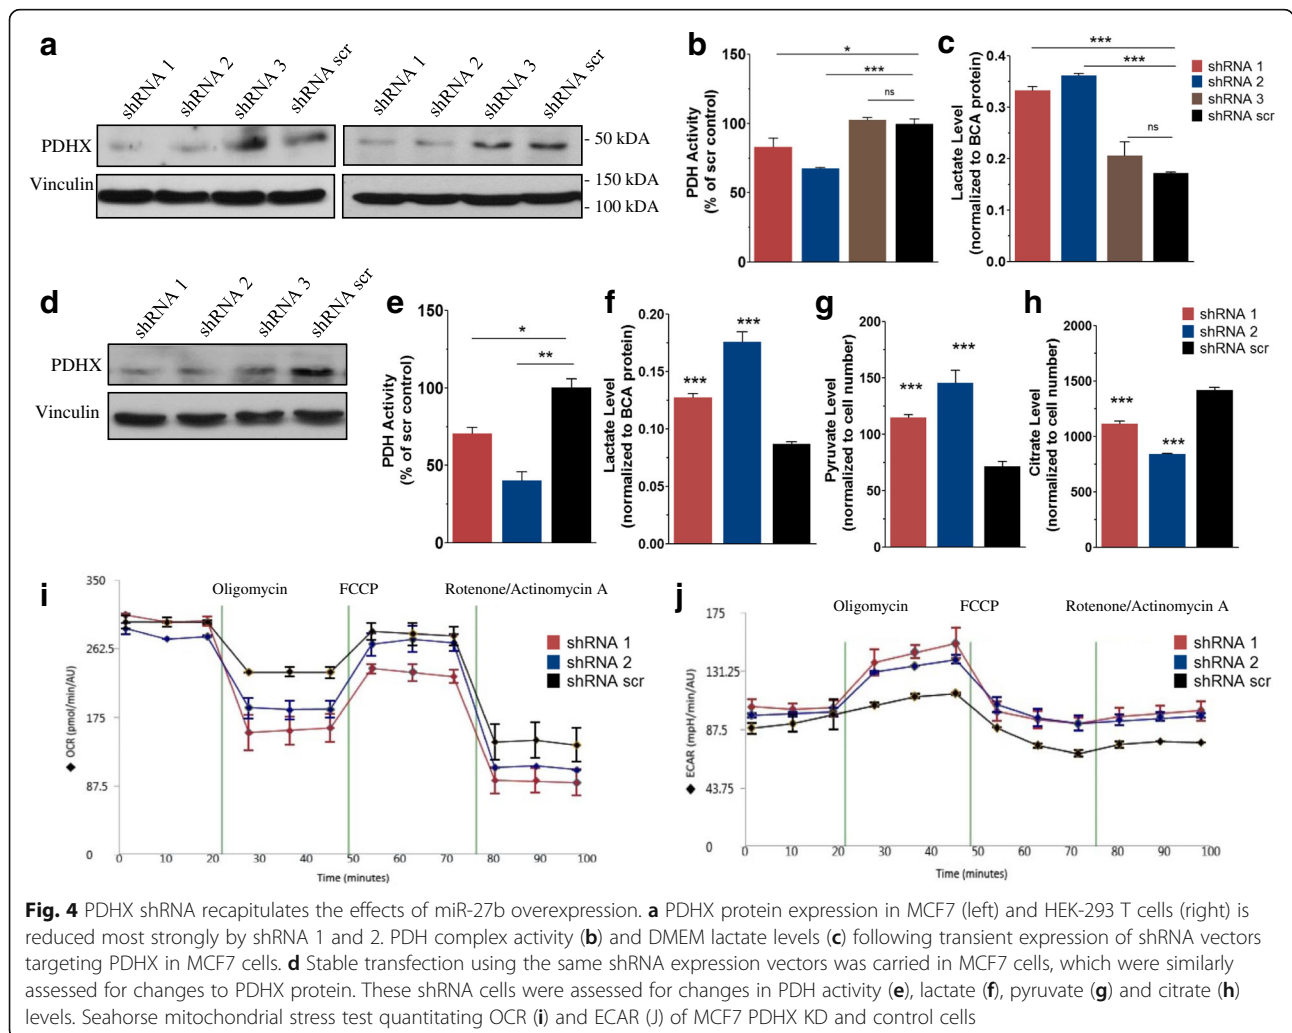 a
shRNA 1
shRNA 2
shRNA 3
shRNA scr
shRNA 1
shRNA 2
shRNA 3
shRNA scr
PDHX
- 50 kDA
Vinculin
- 150 kDA
- 100 kDA
b
PDH Activity
(% of scr control)
150
100
50
0
*
***
ns
c
Lactate Level
(normalized to BCA protein)
0.4
0.3
0.2
0.1
0.0
***
***
ns
shRNA 1
shRNA 2
shRNA 3
shRNA scr
d
shRNA 1
shRNA 2
shRNA 3
shRNA scr
PDHX
Vinculin
e
PDH Activity
(% of scr control)
150
100
50
0
*
**
f
Lactate Level
(normalized to BCA protein)
0.20
0.15
0.10
0.05
0.00
***
***
g
Pyruvate Level
(normalized to cell number)
200
150
100
50
0
***
***
h
Citrate Level
(normalized to cell number)
2000
1500
1000
500
0
***
***
shRNA 1
shRNA 2
shRNA scr
i
350
262.5
175
87.5
0
OCR (pmol/min/AU)
Oligomycin
FCCP
Rotenone/Actinomycin A
shRNA 1
shRNA 2
shRNA scr
0 10 20 30 40 50 60 70 80 90 100
Time (minutes)
j
175
131.25
87.5
43.75
0
ECAR (mpH/min/AU)
Oligomycin
FCCP
Rotenone/Actinomycin A
shRNA 1
shRNA 2
shRNA scr
0 10 20 30 40 50 60 70 80 90 100
Time (minutes)
Fig. 4 PDHX shRNA recapitulates the effects of miR-27b overexpression. a PDHX protein expression in MCF7 (left) and HEK-293 T cells (right) is
reduced most strongly by shRNA 1 and 2. PDH complex activity (b) and DMEM lactate levels (c) following transient expression of shRNA vectors
targeting PDHX in MCF7 cells. d Stable transfection using the same shRNA expression vectors was carried in MCF7 cells, which were similarly
assessed for changes to PDHX protein. These shRNA cells were assessed for changes in PDH activity (e), lactate (f), pyruvate (g) and citrate (h)
levels. Seahorse mitochondrial stress test quantitating OCR (i) and ECAR (J) of MCF7 PDHX KD and control cells